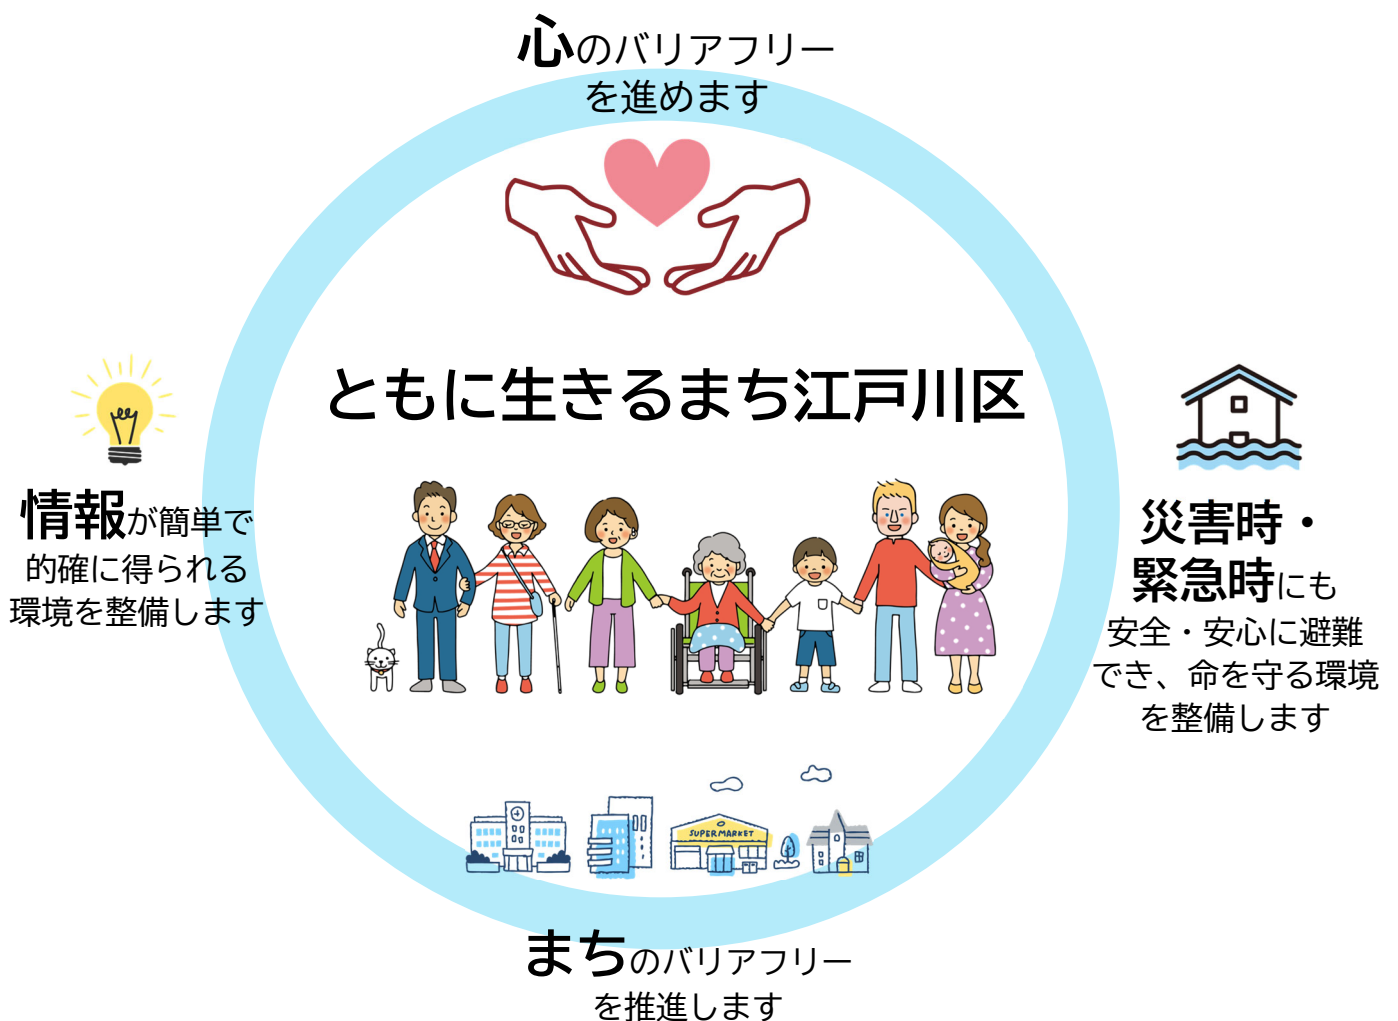 心のバリアフリー
を進めます
ともに生きるまち江戸川区
情報が簡単で
的確に得られる
環境を整備します
災害時・
緊急時にも
安全・安心に避難
でき、命を守る環境
を整備します
SUPERMARKET
まちのバリアフリー
を推進します